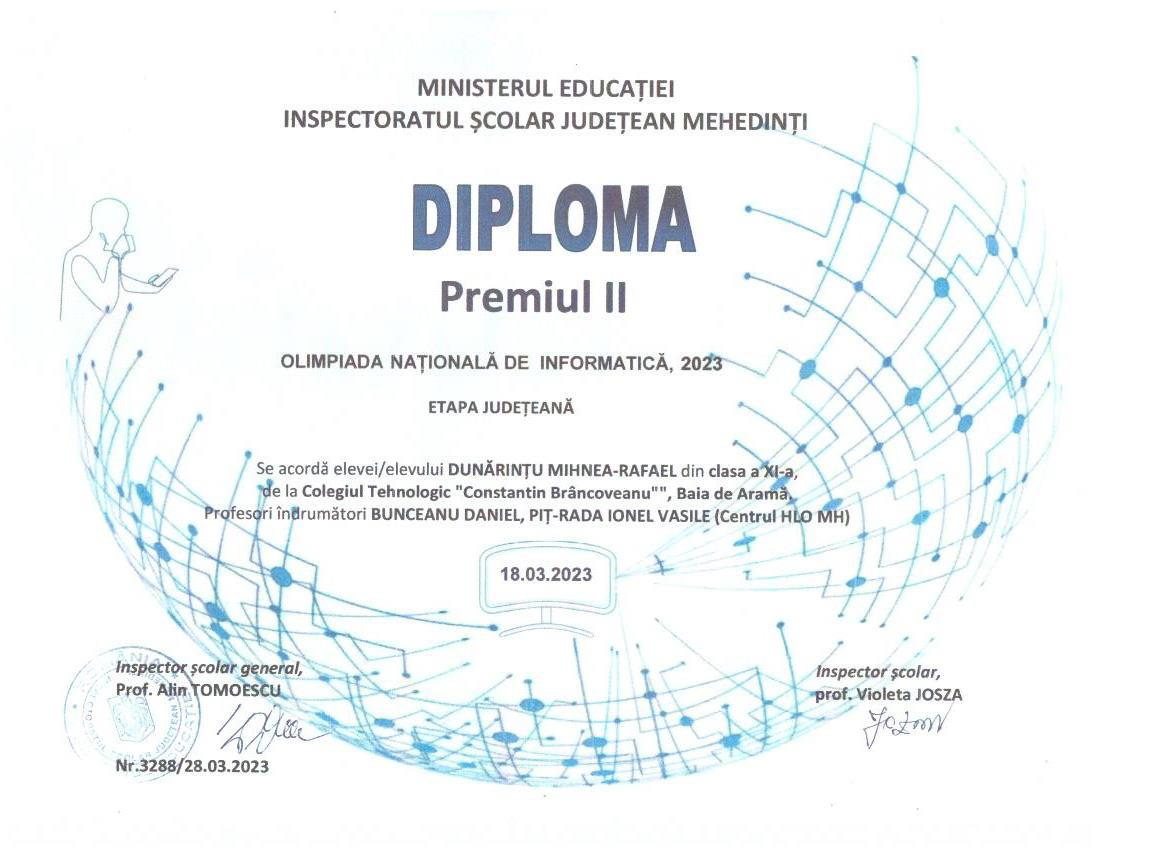 MINISTERUL EDUCAȚIEI
INSPECTORATUL ȘCOLAR JUDEȚEAN MEHEDINȚI
DIPLOMA
Premiul II
OLIMPIADA NAȚIONALĂ DE INFORMATICĂ, 2023
ETAPA JUDEȚEANĂ
Se acordă elevei/elevului DUNĂRINȚU MIHNEA-RAFAEL din clasa a XI-a,
de la Colegiul Tehnologic "Constantin Brâncoveanu"", Baia de Aramă.
Profesori îndrumători BUNCEANU DANIEL, PIȚ-RADA IONEL VASILE (Centrul HLO MH)
18.03.2023
Inspector școlar general,
Prof. Alin TOMOESCU
Nr.3288/28.03.2023
Inspector școlar,
prof. Violeta JOSZA